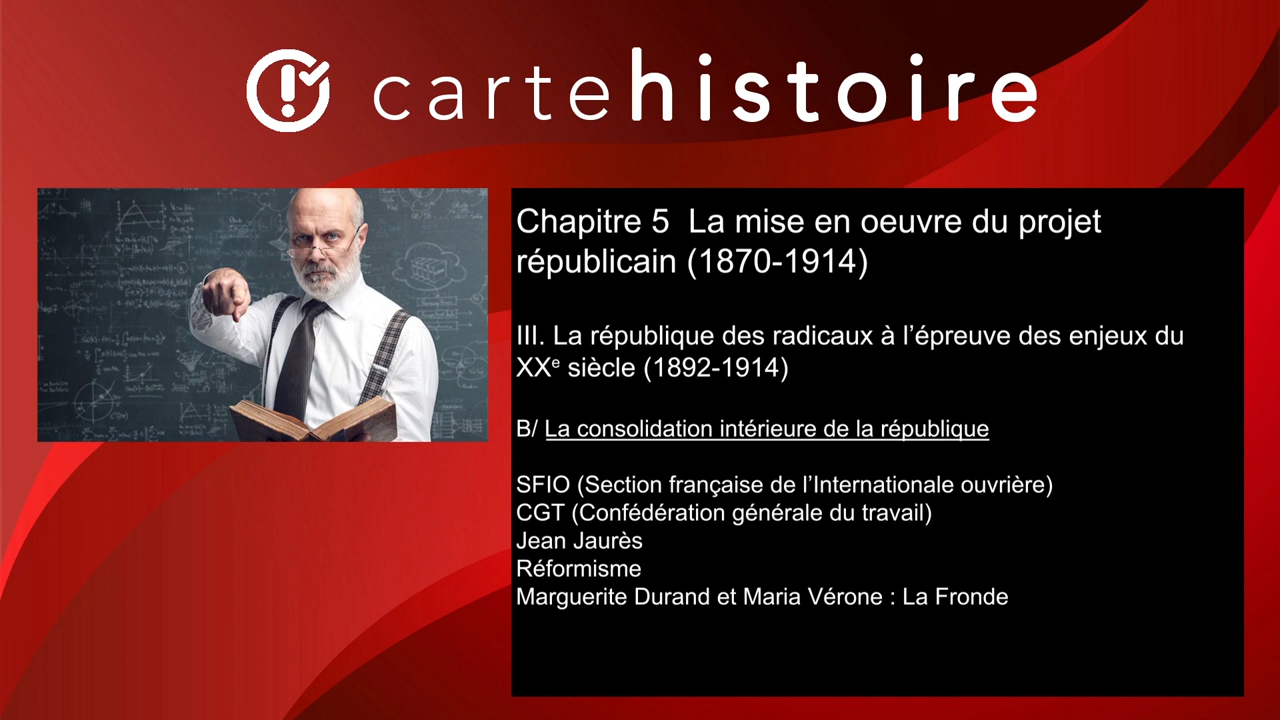 cartehistoire
Chapitre 5 La mise en oeuvre du projet
républicain (1870-1914)
III. La république des radicaux à l’épreuve des enjeux du
XXe siècle (1892-1914)
B/ La consolidation intérieure de la république
SFIO (Section française de l’Internationale ouvrière)
CGT (Confédération générale du travail)
Jean Jaurès
Réformisme
Marguerite Durand et Maria Vérone : La Fronde